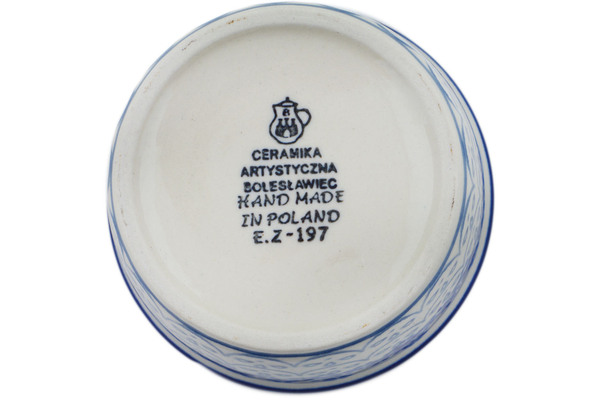 B
CERAMIKA
ARTYSTYCZNA
BOLESŁAWIEC
HAND MADE
IN POLAND
E.Z-197